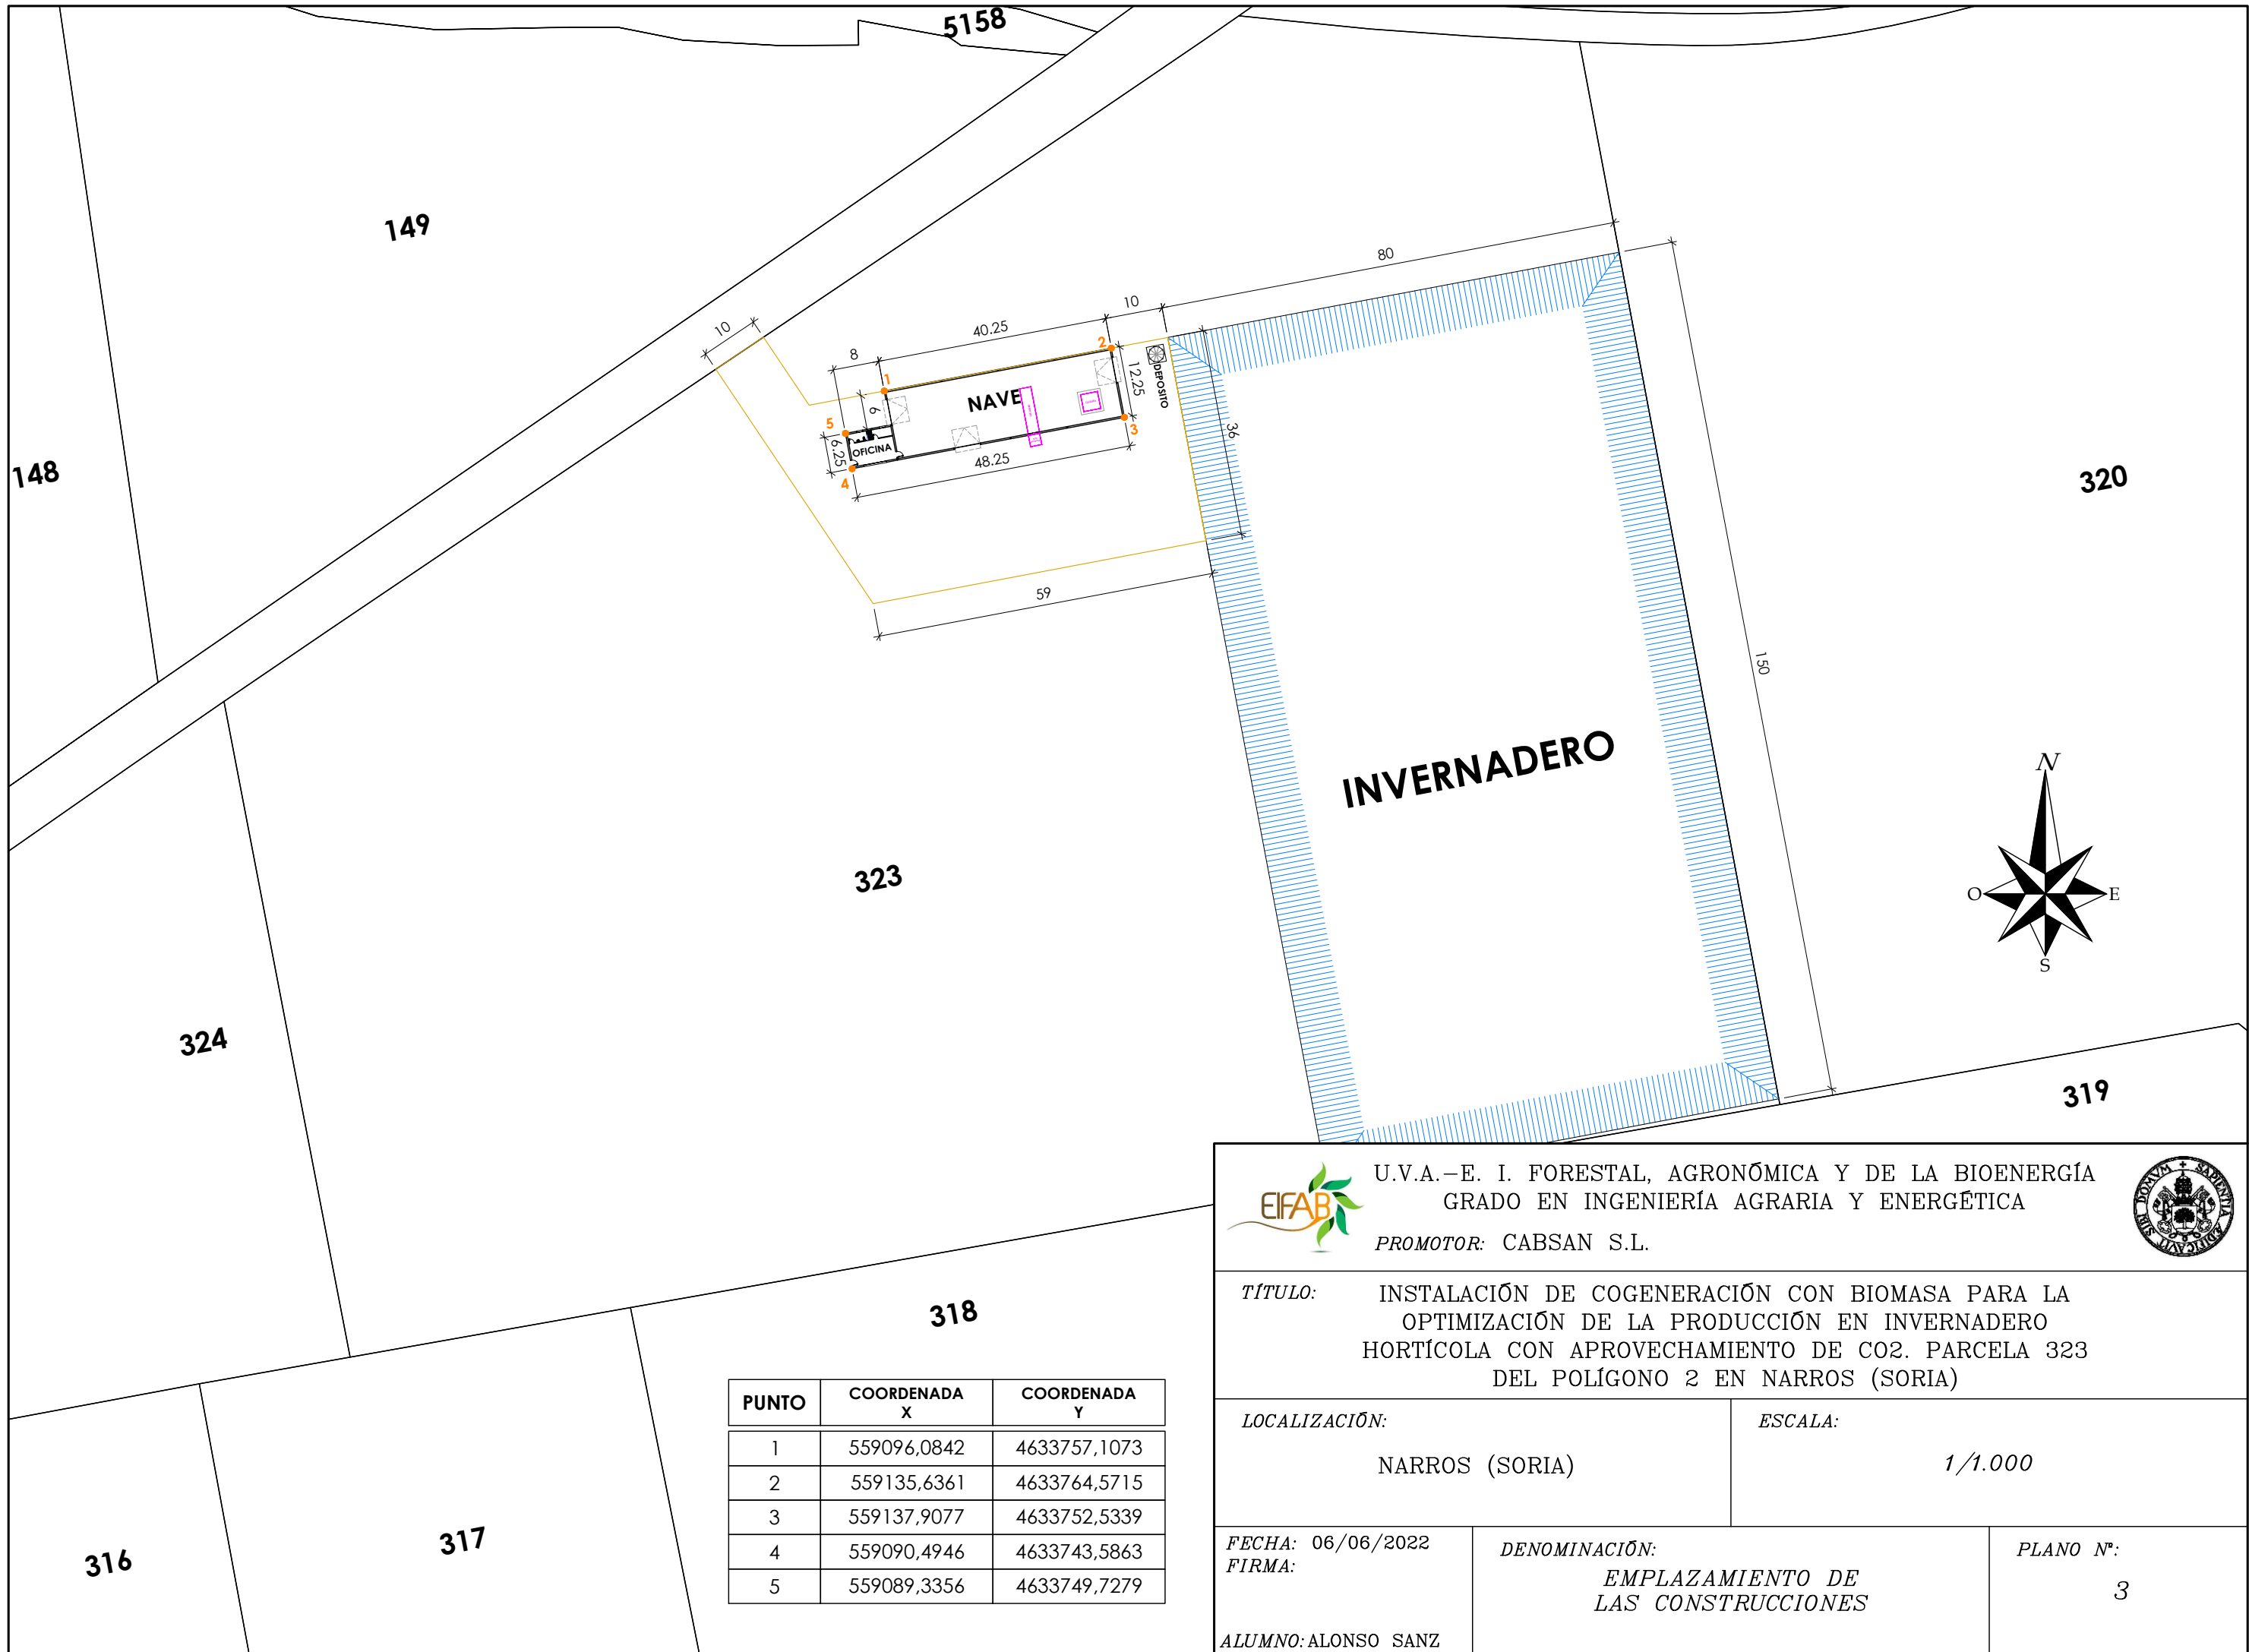 5158
149
148
80
10
10
40.25
8
2
1
12.25
DEPOSITO
NAVE
6
5
3
36
6.25
OFICINA
48.25
4
320
59
150
INVERNADERO
323
N
O
E
S
324
319
318
317
316
PUNTO COORDENADA X COORDENADA Y
1 559096,0842 4633757,1073
2 559135,6361 4633764,5715
3 559137,9077 4633752,5339
4 559090,4946 4633743,5863
5 559089,3356 4633749,7279
EIFAB
U.V.A.-E. I. FORESTAL, AGRONÓMICA Y DE LA BIOENERGÍA
GRADO EN INGENIERÍA AGRARIA Y ENERGÉTICA
PROMOTOR: CABSAN S.L.
SIBI DOMVM SAPIENTIA ÆDIFICAVIT
TÍTULO: INSTALACIÓN DE COGENERACIÓN CON BIOMASA PARA LA
OPTIMIZACIÓN DE LA PRODUCCIÓN EN INVERNADERO
HORTÍCOLA CON APROVECHAMIENTO DE CO2. PARCELA 323
DEL POLÍGONO 2 EN NARROS (SORIA)
LOCALIZACIÓN:
NARROS (SORIA)
ESCALA:
1/1.000
FECHA: 06/06/2022
FIRMA:
ALUMNO: ALONSO SANZ
DENOMINACIÓN:
EMPLAZAMIENTO DE
LAS CONSTRUCCIONES
PLANO Nº:
3